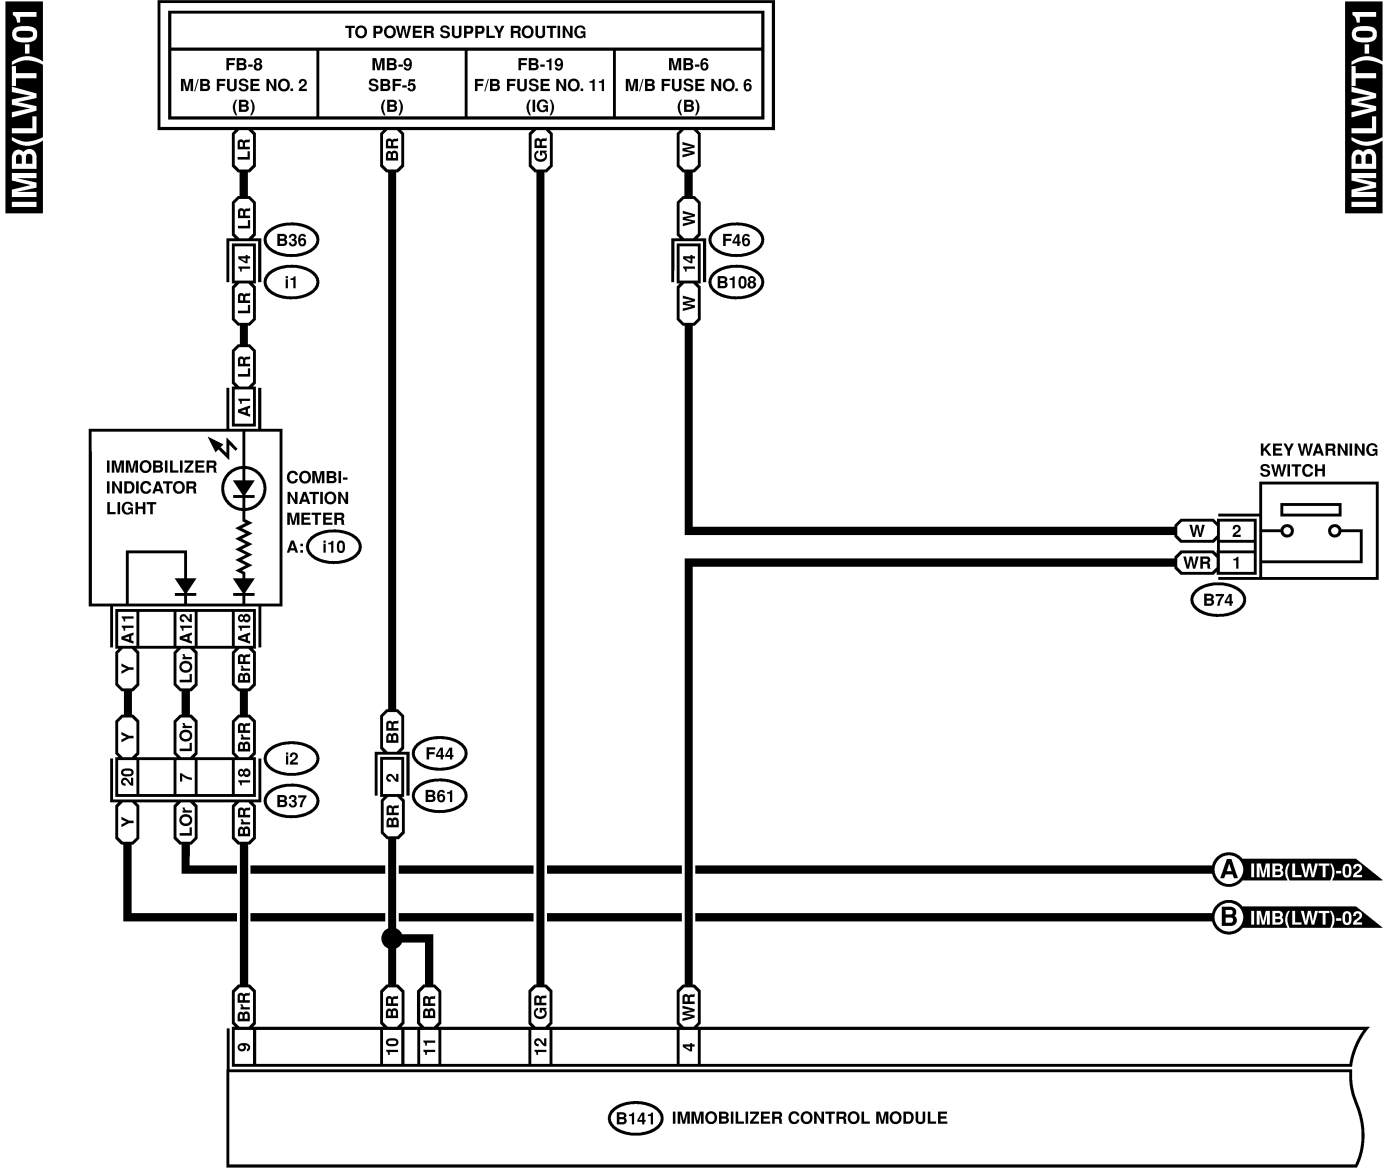 IMB(LWT)-01
IMB(LWT)-01
TO POWER SUPPLY ROUTING
FB-8
M/B FUSE NO. 2
(B)
MB-9
SBF-5
(B)
FB-19
F/B FUSE NO. 11
(IG)
MB-6
M/B FUSE NO. 6
(B)
LR
BR
GR
W
LR
W
B36
F46
14
14
i1
B108
LR
W
LR
A1
IMMOBILIZER
INDICATOR
LIGHT
COMBI-
NATION
METER
A: i10
KEY WARNING
SWITCH
W
2
WR
1
B74
A11
A12
A18
Y
LOr
BrR
Y
LOr
BrR
BR
i2
F44
20
7
18
2
B37
B61
Y
LOr
BrR
BR
A
IMB(LWT)-02
B
IMB(LWT)-02
BrR
BR
BR
GR
WR
9
10
11
12
4
B141
IMMOBILIZER CONTROL MODULE